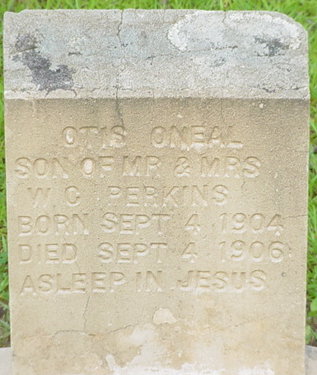 OTIS ONEAL
SON OF MR & MRS
W. C PERKINS
BORN SEPT 4, 1904
DIED SEPT 4 1906
ASLEEP IN JESUS